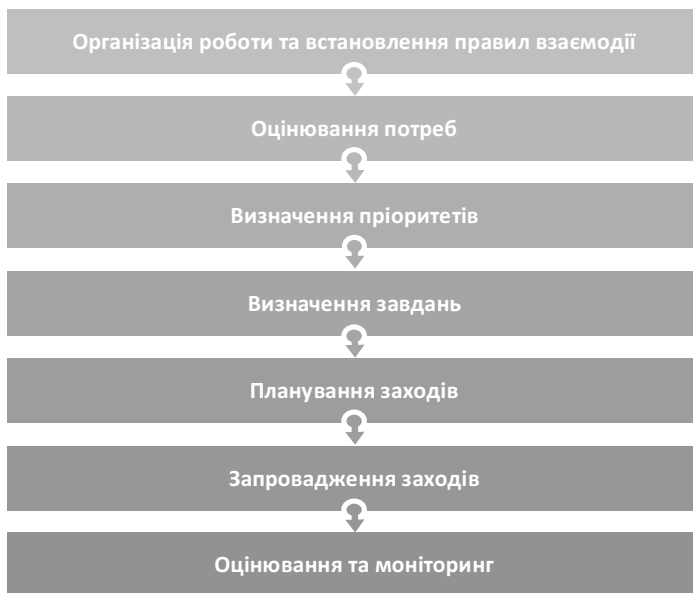 Організація роботи та встановлення правил взаємодії
Оцінювання потреб
Визначення пріоритетів
Визначення завдань
Планування заходів
Запровадження заходів
Оцінювання та моніторинг